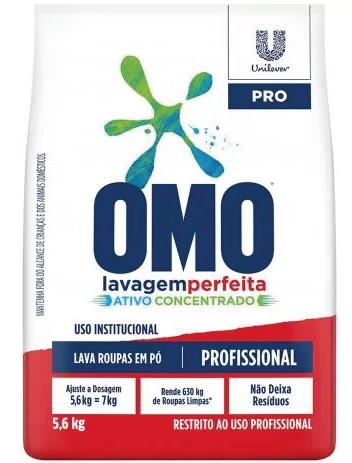 Unilever
PRO
MANTENHA FORA DO ALCANCE DE CRIANÇAS E DOS ANIMAIS DOMÉSTICOS.
OMO
lavagemperfeita
ATIVO CONCENTRADO
USO INSTITUCIONAL
LAVA ROUPAS EM PÓ
PROFISSIONAL
Ajuste a Dosagem
5,6kg = 7kg
Rende 630 kg
de Roupas Limpas*
Não Deixa
Resíduos
5,6 kg
RESTRITO AO USO PROFISSIONAL